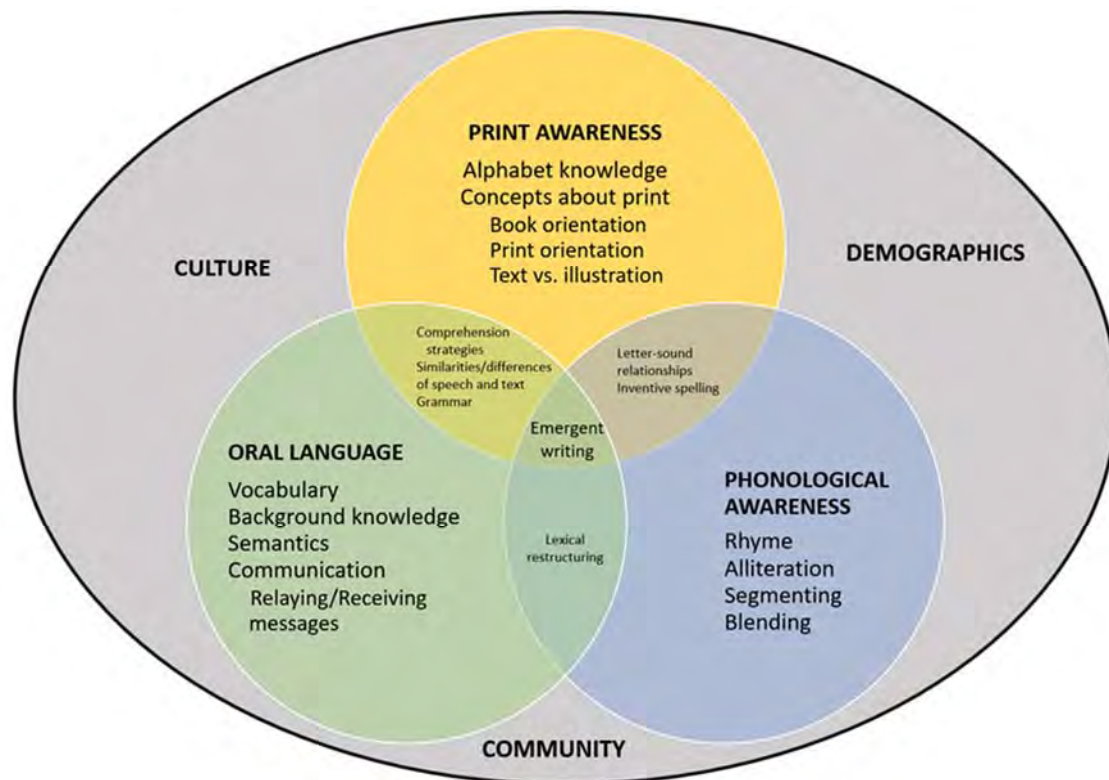 PRINT AWARENESS
Alphabet knowledge
Concepts about print
Book orientation
Print orientation
Text vs. illustration
CULTURE
DEMOGRAPHICS
Comprehension
strategies
Similarities/differences
of speech and text
Grammar
Letter-sound
relationships
Inventive spelling
Emergent
writing
ORAL LANGUAGE
Vocabulary
Background knowledge
Semantics
Communication
Relaying/Receiving
messages
Lexical
restructuring
PHONOLOGICAL
AWARENESS
Rhyme
Alliteration
Segmenting
Blending
COMMUNITY